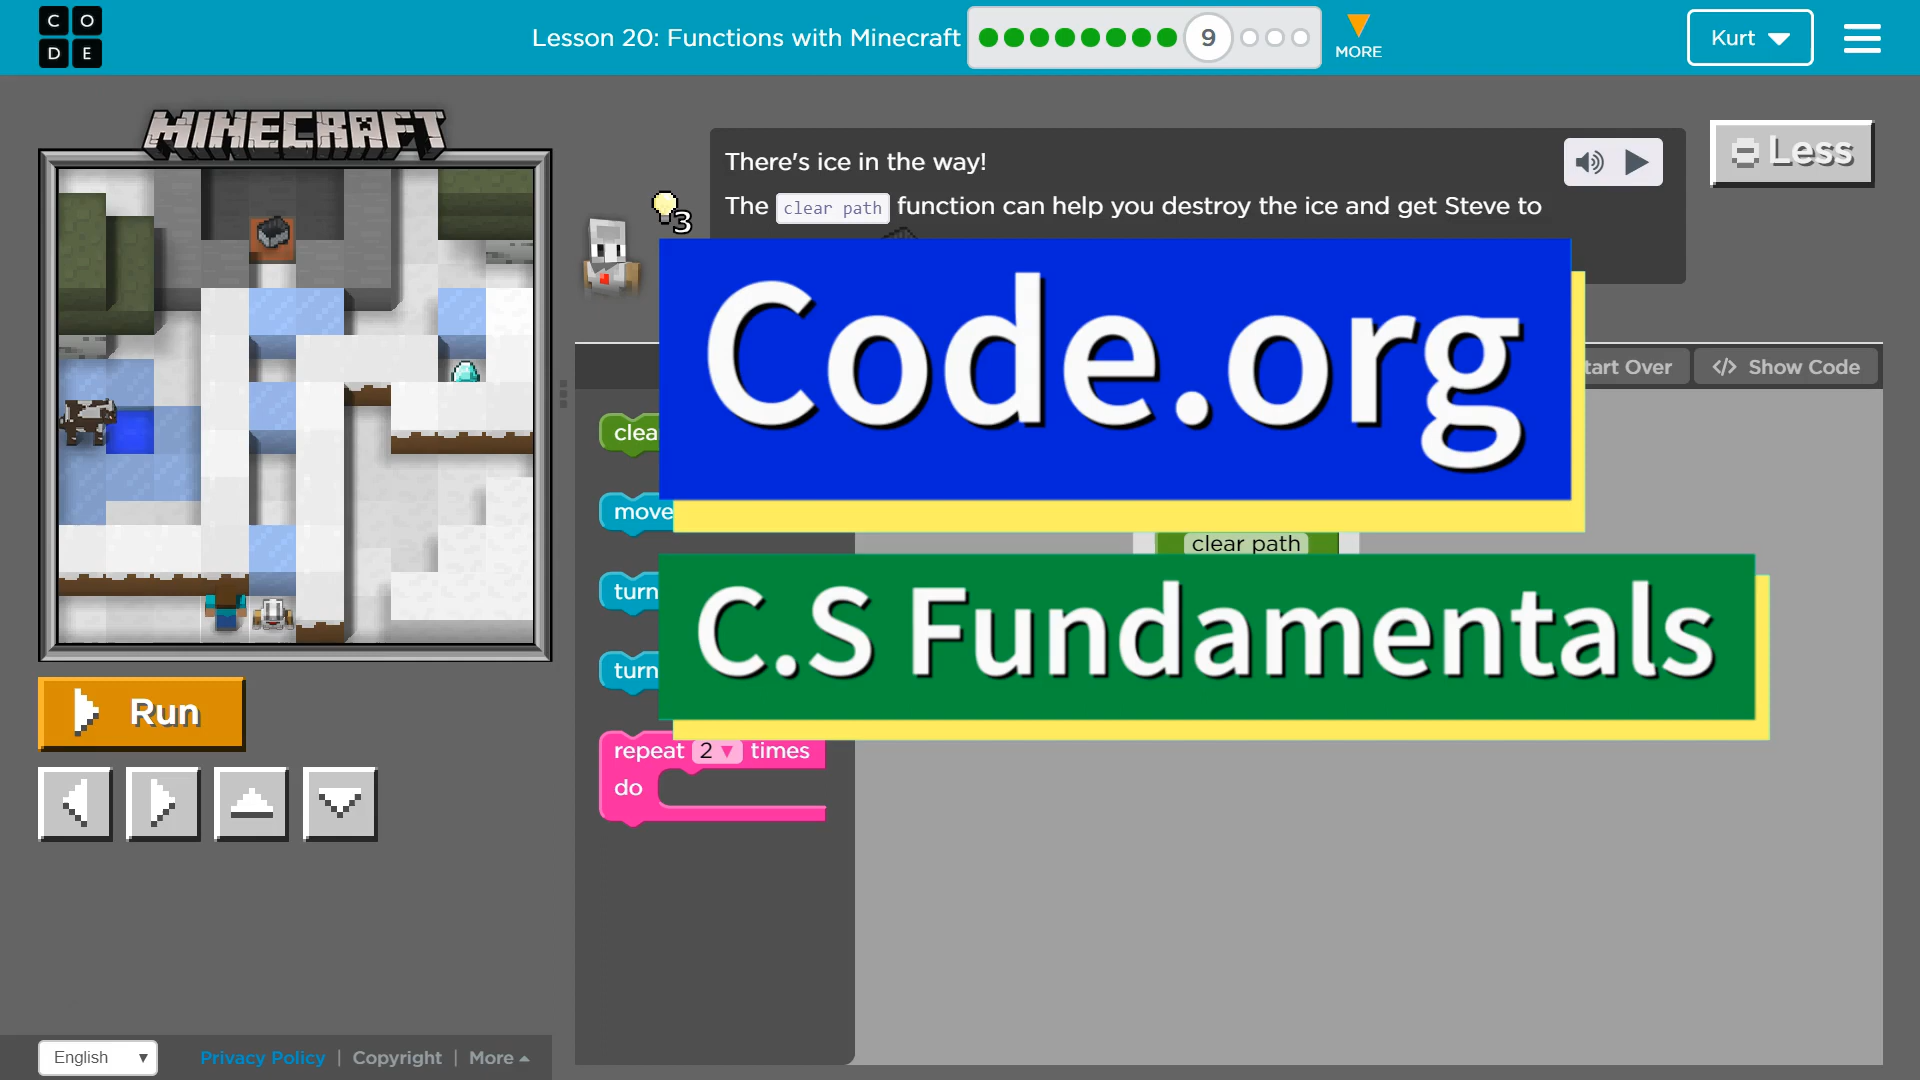 C O
D E
Lesson 20: Functions with Minecraft
9
MORE
Kurt
MINECRAFT
There's ice in the way!
The clear path function can help you destroy the ice and get Steve to
3
Less
Code.org
C.S Fundamentals
tart Over
</> Show Code
clea
move
clear path
turn
turn
repeat 2 ▼ times
do
Run
English
Privacy Policy | Copyright | More